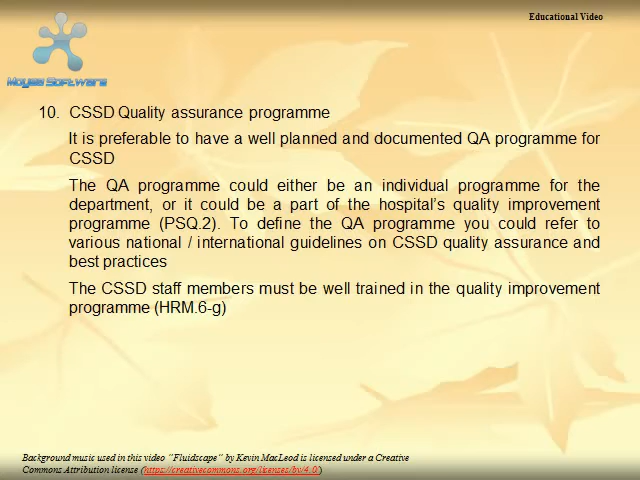 Educational Video
Moyea Software
10. CSSD Quality assurance programme
It is preferable to have a well planned and documented QA programme for
CSSD
The QA programme could either be an individual programme for the
department, or it could be a part of the hospital's quality improvement
programme (PSQ.2). To define the QA programme you could refer to
various national / international guidelines on CSSD quality assurance and
best practices
The CSSD staff members must be well trained in the quality improvement
programme (HRM.6-g)
Background music used in this video "Fluidscape" by Kevin MacLeod is licensed under a Creative
Commons Attribution license (https://creativecommons.org/licenses/by/4.0/)